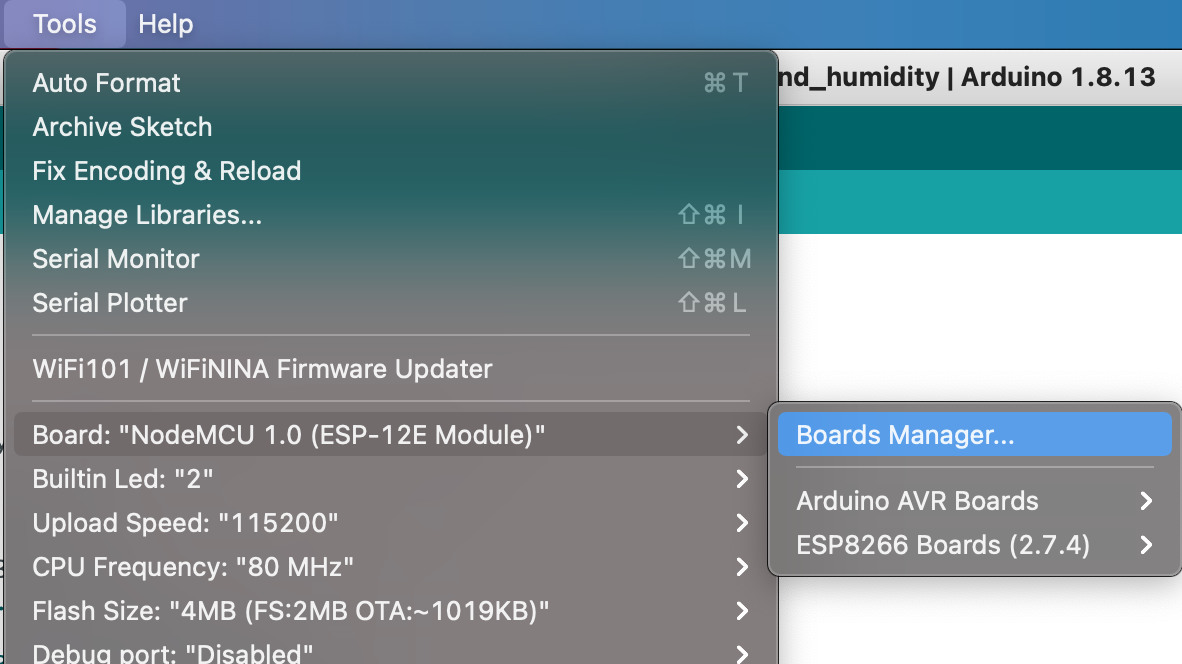 Tools Help
nd_humidity | Arduino 1.8.13
Auto Format ⌘ T
Archive Sketch
Fix Encoding & Reload
Manage Libraries... ⇧⌘ I
Serial Monitor ⇧⌘M
Serial Plotter ⇧⌘ L
WiFi101 / WiFiNINA Firmware Updater
Board: "NodeMCU 1.0 (ESP-12E Module)"
Boards Manager...
Builtin Led: "2"
Arduino AVR Boards
Upload Speed: "115200"
ESP8266 Boards (2.7.4)
CPU Frequency: "80 MHz"
Flash Size: "4MB (FS:2MB OTA:~1019KB)"
Debug port: "Disabled"